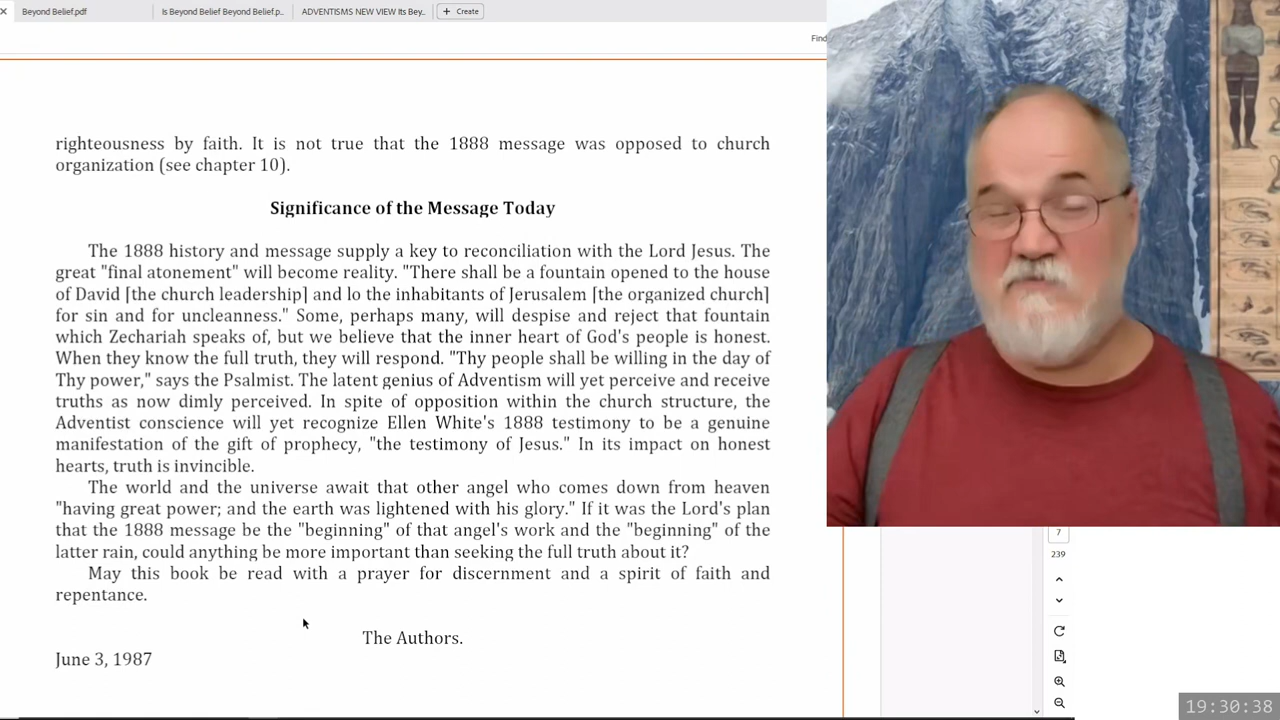 Beyond Belief.pdf
Is Beyond Belief Beyond Belief.p..
ADVENTISMS NEW VIEW Its Bey..
+ Create
Find
righteousness by faith. It is not true that the 1888 message was opposed to church
organization (see chapter 10).
Significance of the Message Today
The 1888 history and message supply a key to reconciliation with the Lord Jesus. The
great "final atonement" will become reality. "There shall be a fountain opened to the house
of David [the church leadership] and lo the inhabitants of Jerusalem [the organized church]
for sin and for uncleanness." Some, perhaps many, will despise and reject that fountain
which Zechariah speaks of, but we believe that the inner heart of God's people is honest.
When they know the full truth, they will respond. "Thy people shall be willing in the day of
Thy power," says the Psalmist. The latent genius of Adventism will yet perceive and receive
truths as now dimly perceived. In spite of opposition within the church structure, the
Adventist conscience will yet recognize Ellen White's 1888 testimony to be a genuine
manifestation of the gift of prophecy, "the testimony of Jesus." In its impact on honest
hearts, truth is invincible.
The world and the universe await that other angel who comes down from heaven
"having great power; and the earth was lightened with his glory." If it was the Lord's plan
that the 1888 message be the "beginning" of that angel's work and the "beginning" of the
latter rain, could anything be more important than seeking the full truth about it?
May this book be read with a prayer for discernment and a spirit of faith and
repentance.
The Authors.
June 3, 1987
7
239
19:30:38